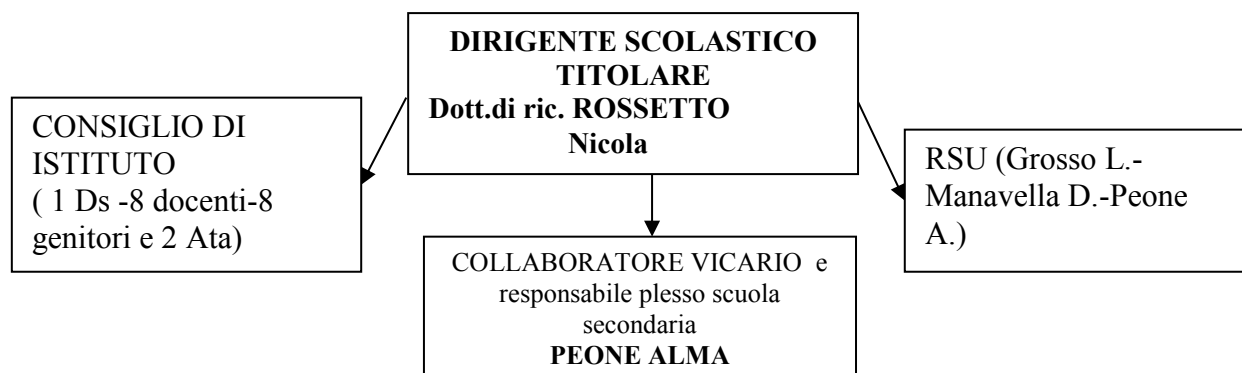 DIRIGENTE SCOLASTICO
TITOLARE
Dott.di ric. ROSSETTO
Nicola
CONSIGLIO DI
ISTITUTO
( 1 Ds -8 docenti-8
genitori e 2 Ata)
RSU (Grosso L.-
Manavella D.-Peone
A.)
COLLABORATORE VICARIO e
responsabile plesso scuola
secondaria
PEONE ALMA